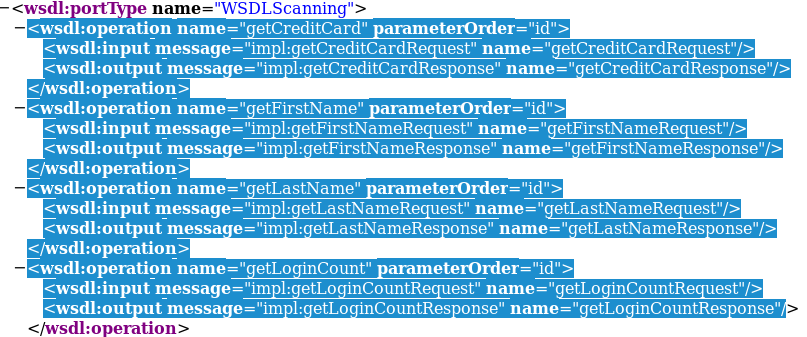 −<wsdl:portType name="WSDLScanning">
−<wsdl:operation name="getCreditCard" parameterOrder="id">
<wsdl:input message="impl:getCreditCardRequest" name="getCreditCardRequest"/>
<wsdl:output message="impl:getCreditCardResponse" name="getCreditCardResponse"/>
</wsdl:operation>
−<wsdl:operation name="getFirstName" parameterOrder="id">
<wsdl:input message="impl:getFirstNameRequest" name="getFirstNameRequest"/>
<wsdl:output message="impl:getFirstNameResponse" name="getFirstNameResponse"/>
</wsdl:operation>
−<wsdl:operation name="getLastName" parameterOrder="id">
<wsdl:input message="impl:getLastNameRequest" name="getLastNameRequest"/>
<wsdl:output message="impl:getLastNameResponse" name="getLastNameResponse"/>
</wsdl:operation>
−<wsdl:operation name="getLoginCount" parameterOrder="id">
<wsdl:input message="impl:getLoginCountRequest" name="getLoginCountRequest"/>
<wsdl:output message="impl:getLoginCountResponse" name="getLoginCountResponse"/>
</wsdl:operation>